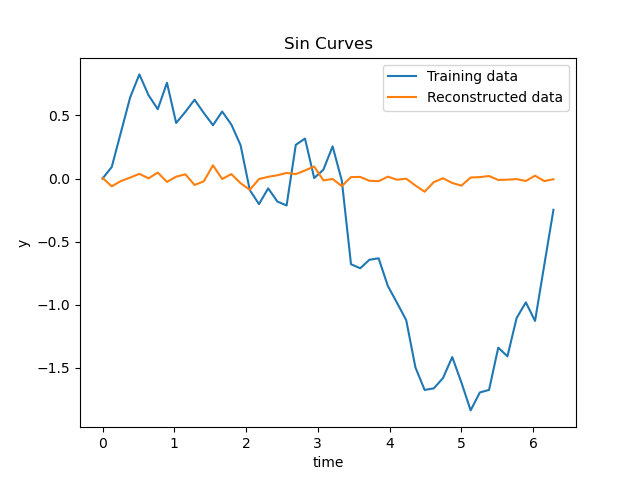 Sin Curves
Training data
Reconstructed data
0.5
0.0
−0.5
−1.0
−1.5
y
0 1 2 3 4 5 6
time